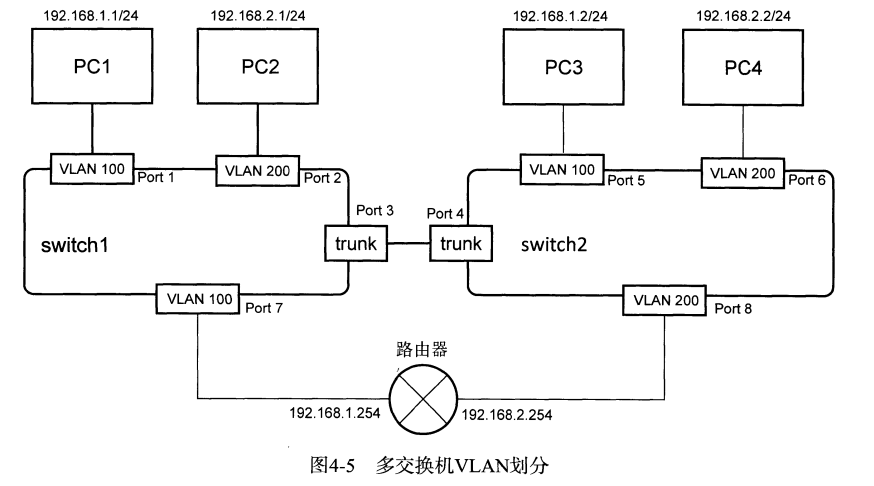 192.168.1.1/24
192.168.2.1/24
192.168.1.2/24
192.168.2.2/24
PC1
PC2
PC3
PC4
VLAN 100
Port 1
VLAN 200
Port 2
VLAN 100
Port 5
VLAN 200
Port 6
Port 3
Port 4
switch1
trunk
trunk
switch2
VLAN 100
Port 7
VLAN 200
Port 8
路由器
192.168.1.254
192.168.2.254
图4-5 多交换机VLAN划分